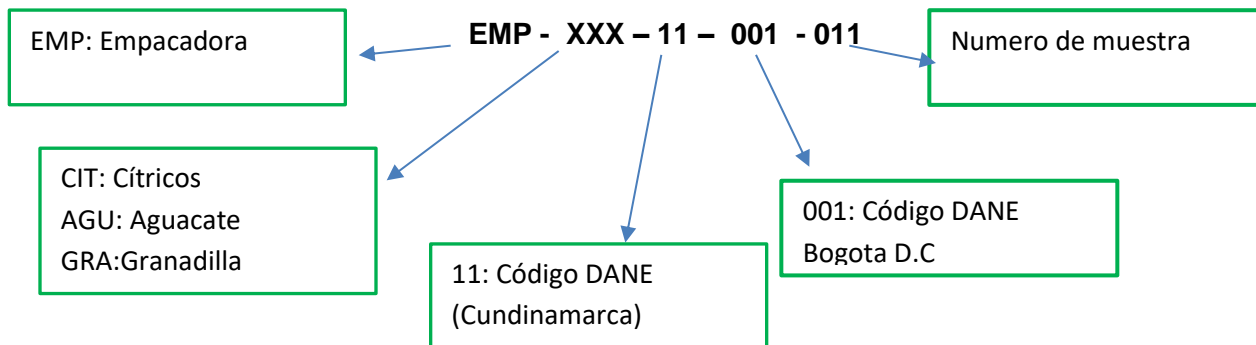 EMP: Empacadora
EMP - XXX – 11 – 001 - 011
Numero de muestra
CIT: Cítricos
AGU: Aguacate
GRA:Granadilla
11: Código DANE
(Cundinamarca)
001: Código DANE
Bogota D.C